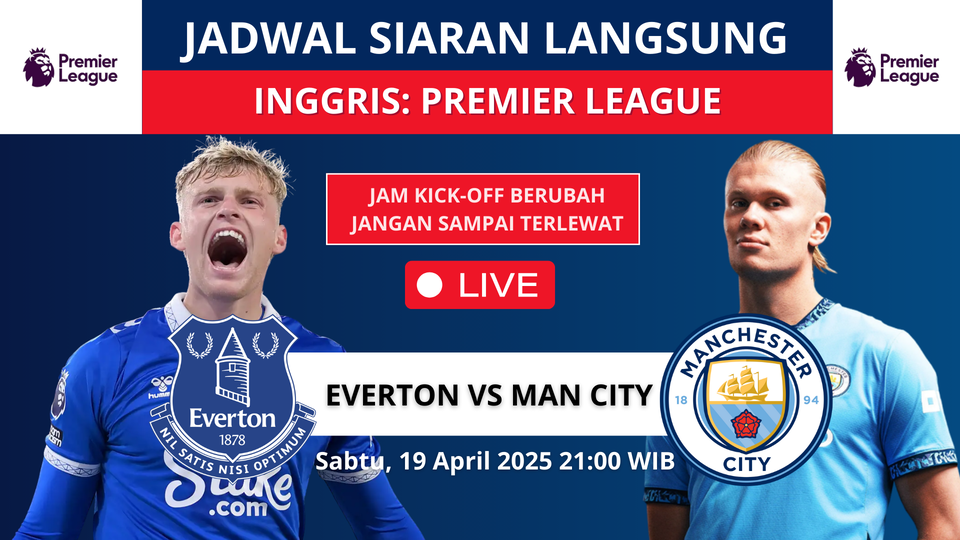 JADWAL SIARAN LANGSUNG
Premier
League
Premier
League
INGGRIS: PREMIER LEAGUE
JAM KICK-OFF BERUBAH
JANGAN SAMPAI TERLEWAT
LIVE
EVERTON VS MAN CITY
Sabtu, 19 April 2025 21:00 WIB
hummel
Everton
1878
NIL SATIS NISI OPTIMUM
Stake
.com
MANCHESTER
18 94
CITY